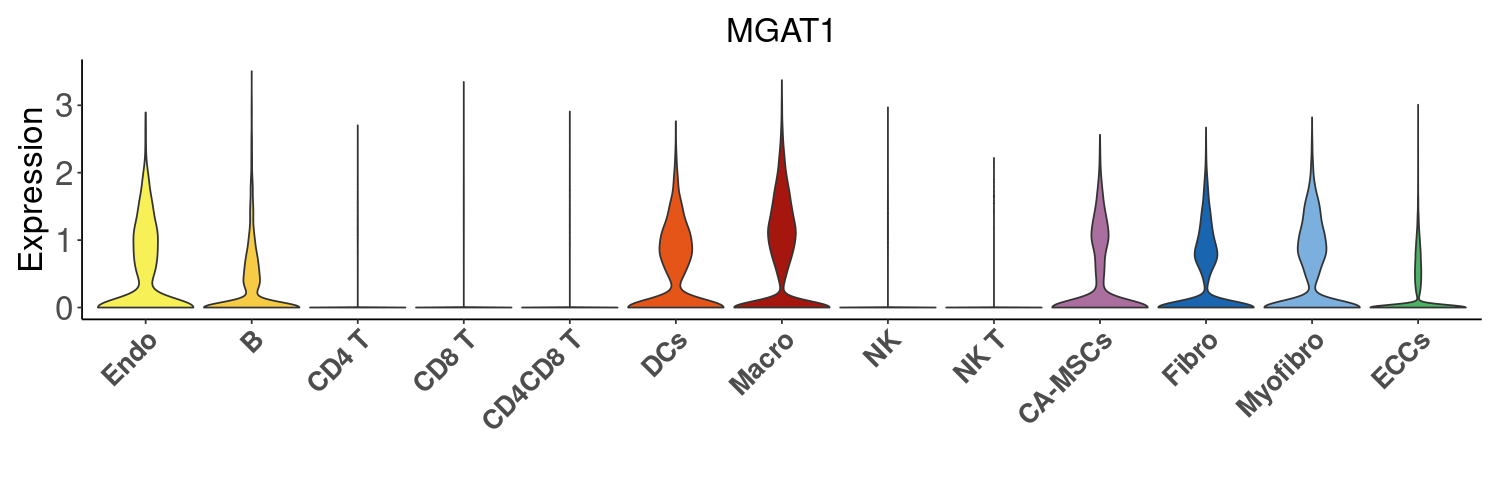 MGAT1
Expression
3
2
1
0
Endo
B
CD4 T
CD8 T
CD4CD8 T
DCs
Macro
NK
NK T
CA-MSCs
Fibro
Myofibro
ECCs